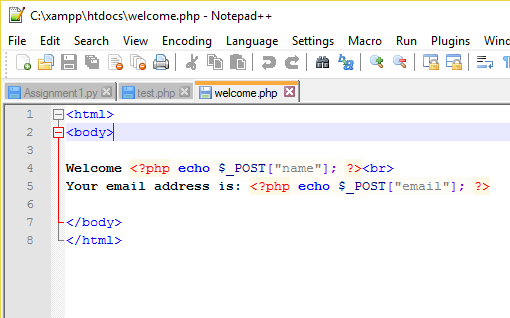 C:\xampp\htdocs\welcome.php - Notepad++
File Edit Search View Encoding Language Settings Macro Run Plugins
Assignment1.py test.php welcome.php
1 <html>
2 <body>
3
4 Welcome <?php echo $_POST["name"]; ?><br>
5 Your email address is: <?php echo $_POST["email"]; ?>
6
7 </body>
8 </html>